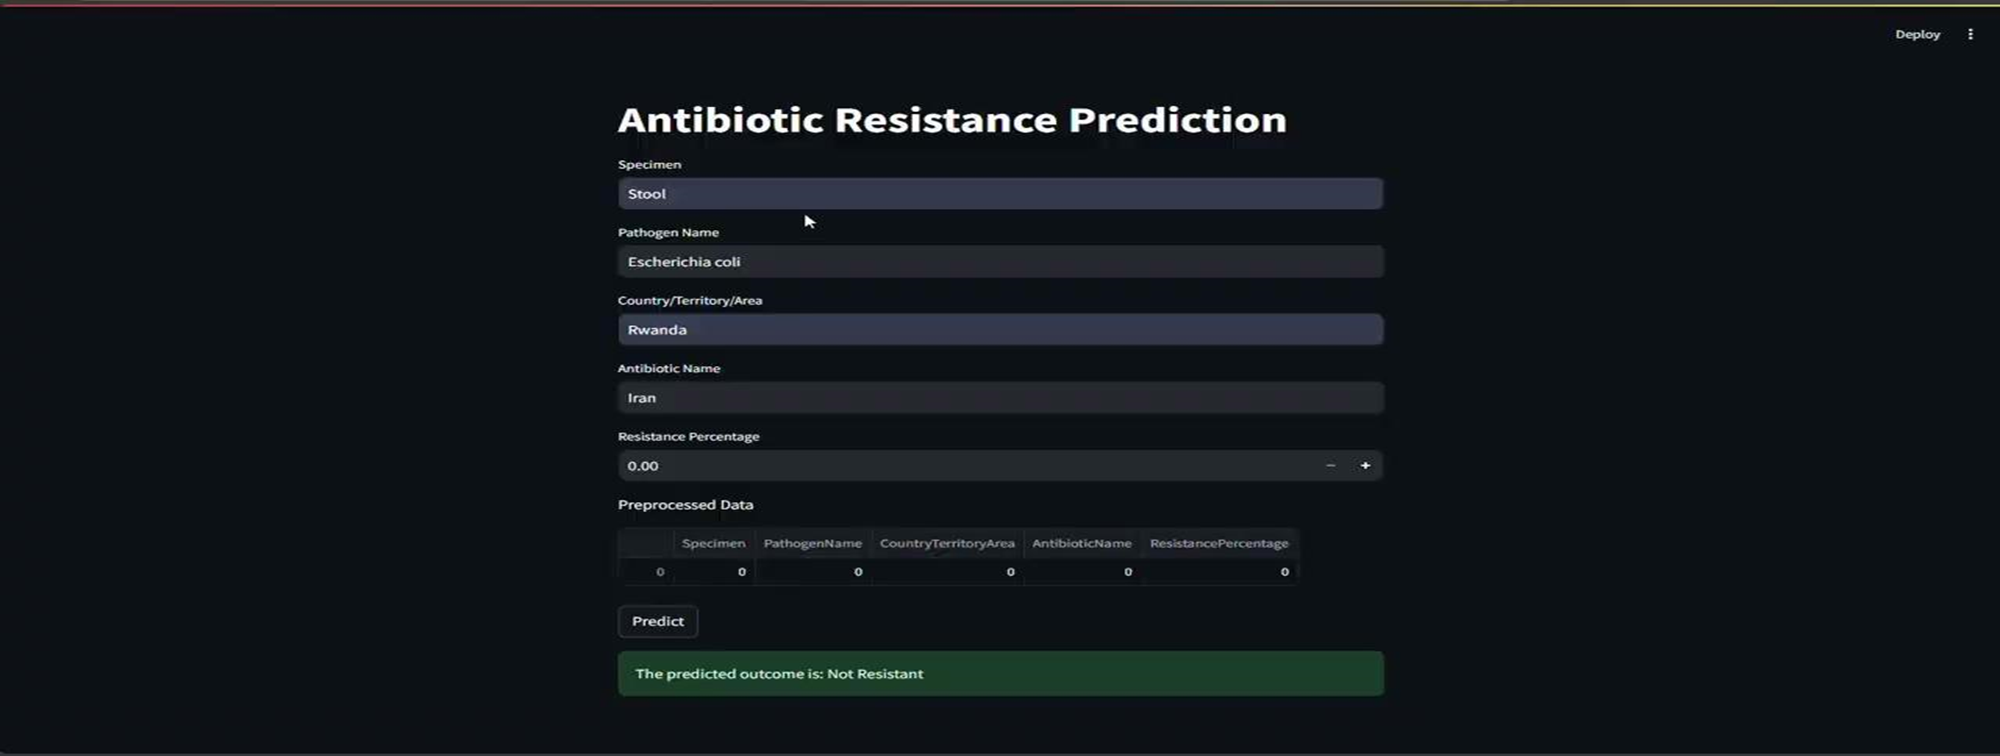 Deploy
Antibiotic Resistance Prediction
Specimen
Stool
Pathogen Name
Escherichia coli
Country/Territory/Area
Rwanda
Antibiotic Name
Iran
Resistance Percentage
0.00 − +
Preprocessed Data
Specimen PathogenName CountryTerritoryArea AntibioticName ResistancePercentage
0 0 0 0 0 0
Predict
The predicted outcome is: Not Resistant